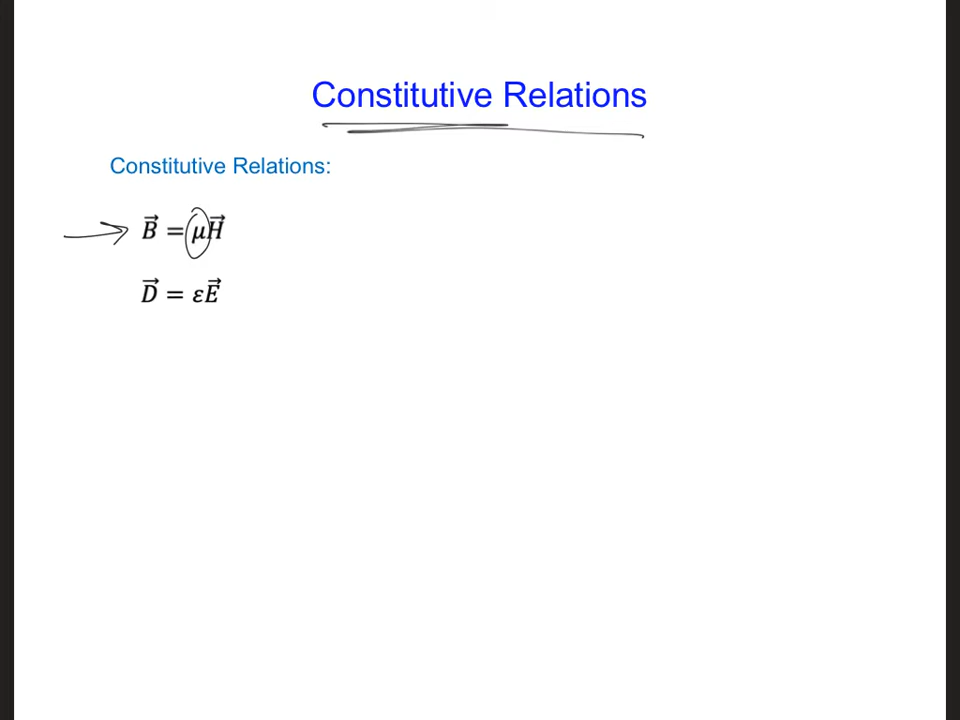 Constitutive Relations
Constitutive Relations:
B⃗ = μH⃗
D⃗ = εE⃗